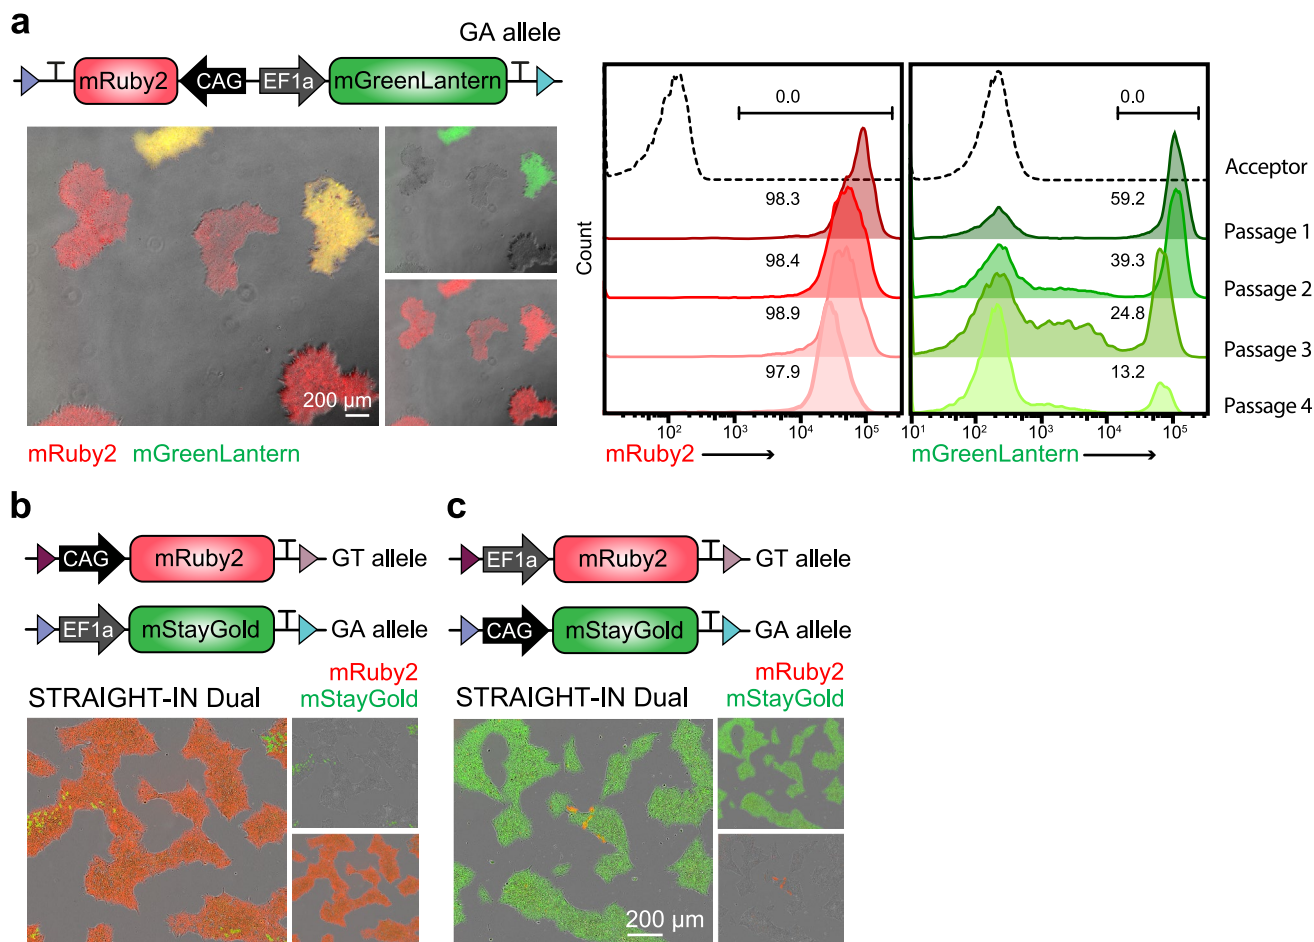 a
GA allele
mRuby2 CAG EF1a mGreenLantern
200 µm
mRuby2 mGreenLantern
Count
0.0 0.0 Acceptor
98.3 59.2 Passage 1
98.4 39.3 Passage 2
98.9 24.8 Passage 3
97.9 13.2 Passage 4
10² 10³ 10⁴ 10⁵ 10¹ 10² 10³ 10⁴ 10⁵
mRuby2 mGreenLantern
b
CAG mRuby2 GT allele
EF1a mStayGold GA allele
mRuby2
STRAIGHT-IN Dual mStayGold
c
EF1a mRuby2 GT allele
CAG mStayGold GA allele
mRuby2
STRAIGHT-IN Dual mStayGold
200 µm